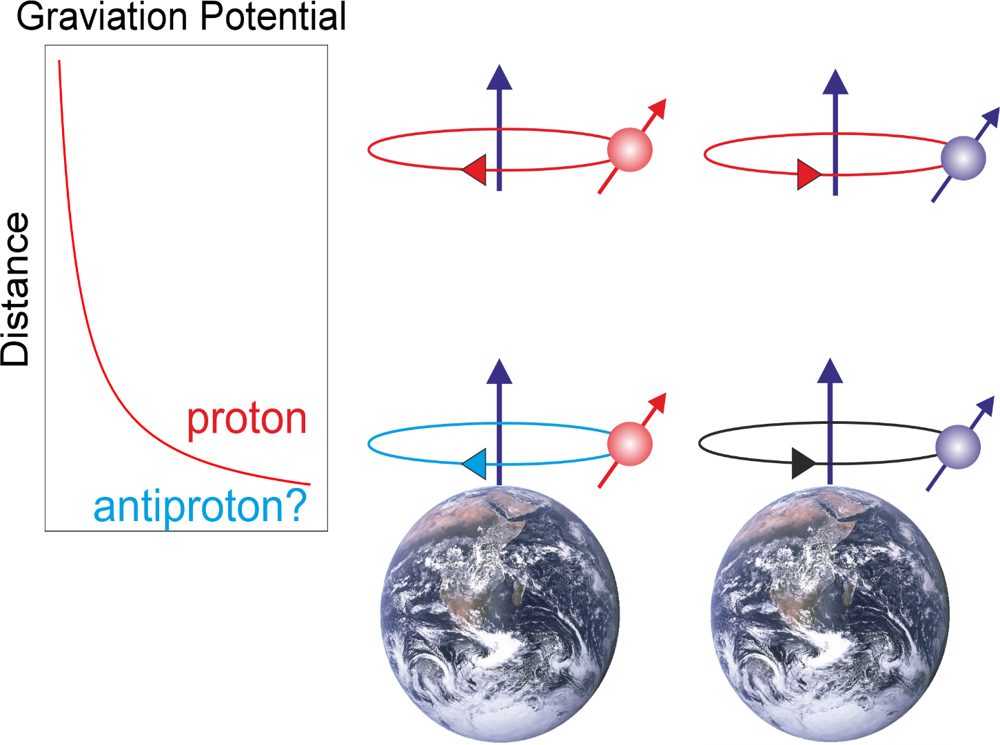 Graviation Potential
Distance
proton
antiproton?